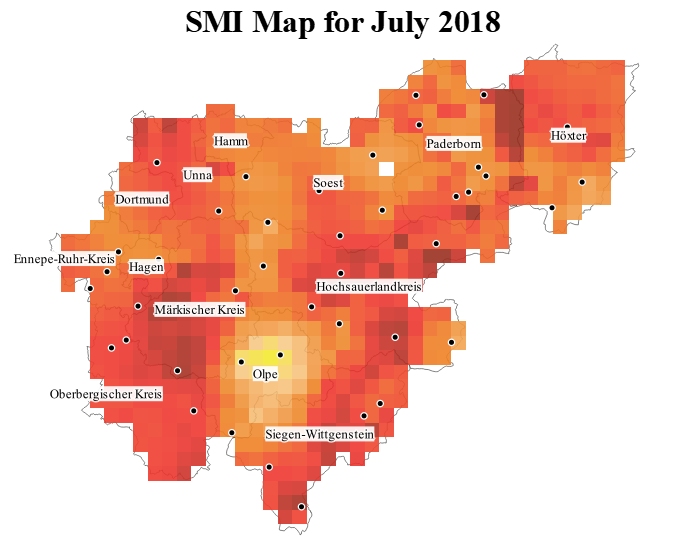 SMI Map for July 2018
Hamm
Paderborn
Höxter
Unna
Soest
Dortmund
Ennepe-Ruhr-Kreis
Hagen
Hochsauerlandkreis
Märkischer Kreis
Olpe
Oberbergischer Kreis
Siegen-Wittgenstein